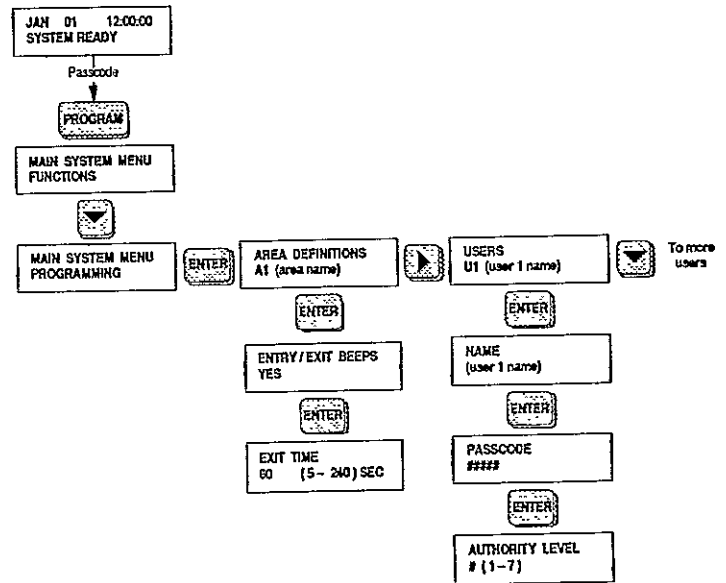 JAN 01 12:00:00
SYSTEM READY
Passcode
PROGRAM
MAIN SYSTEM MENU
FUNCTIONS
MAIN SYSTEM MENU
PROGRAMMING
ENTER
AREA DEFINITIONS
A1 (area name)
USERS
U1 (user 1 name)
To more
users
ENTER
ENTER
ENTRY / EXIT BEEPS
YES
NAME
(user 1 name)
ENTER
ENTER
EXIT TIME
60 (5 – 240) SEC
PASSCODE
#####
ENTER
AUTHORITY LEVEL
# (1–7)